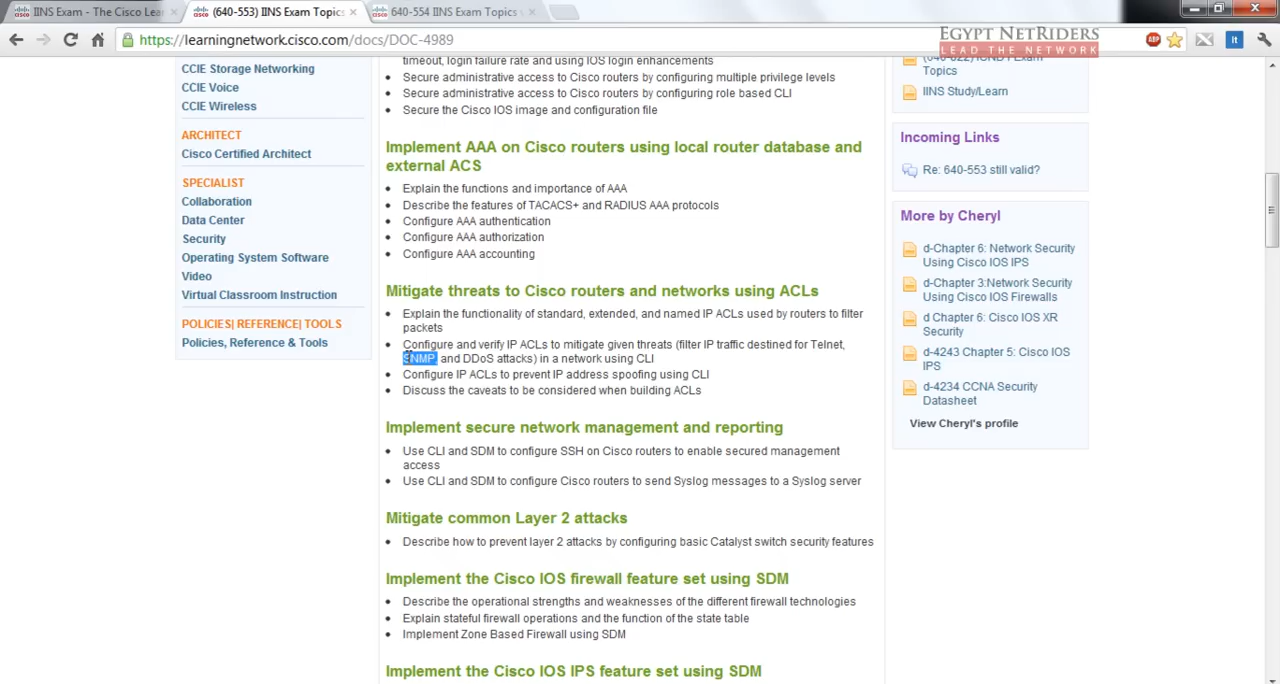 IINS Exam - The Cisco Lea
(640-553) IINS Exam Topics
640-554 IINS Exam Topics
https://learningnetwork.cisco.com/docs/DOC-4989
EGYPT NETRIDERS
LEAD THE NETWORK
ABP
It
CCIE Storage Networking
CCIE Voice
CCIE Wireless
ARCHITECT
Cisco Certified Architect
SPECIALIST
Collaboration
Data Center
Security
Operating System Software
Video
Virtual Classroom Instruction
POLICIES| REFERENCE| TOOLS
Policies, Reference & Tools
timeout, login failure rate and using IOS login enhancements
Secure administrative access to Cisco routers by configuring multiple privilege levels
Secure administrative access to Cisco routers by configuring role based CLI
Secure the Cisco IOS image and configuration file
Implement AAA on Cisco routers using local router database and
external ACS
Explain the functions and importance of AAA
Describe the features of TACACS+ and RADIUS AAA protocols
Configure AAA authentication
Configure AAA authorization
Configure AAA accounting
Mitigate threats to Cisco routers and networks using ACLs
Explain the functionality of standard, extended, and named IP ACLs used by routers to filter
packets
Configure and verify IP ACLs to mitigate given threats (filter IP traffic destined for Telnet,
SNMP, and DDoS attacks) in a network using CLI
Configure IP ACLs to prevent IP address spoofing using CLI
Discuss the caveats to be considered when building ACLs
Implement secure network management and reporting
Use CLI and SDM to configure SSH on Cisco routers to enable secured management
access
Use CLI and SDM to configure Cisco routers to send Syslog messages to a Syslog server
Mitigate common Layer 2 attacks
Describe how to prevent layer 2 attacks by configuring basic Catalyst switch security features
Implement the Cisco IOS firewall feature set using SDM
Describe the operational strengths and weaknesses of the different firewall technologies
Explain stateful firewall operations and the function of the state table
Implement Zone Based Firewall using SDM
Implement the Cisco IOS IPS feature set using SDM
(640-822) ICND1 Exam
Topics
IINS Study/Learn
Incoming Links
Re: 640-553 still valid?
More by Cheryl
d-Chapter 6: Network Security
Using Cisco IOS IPS
d-Chapter 3:Network Security
Using Cisco IOS Firewalls
d Chapter 6: Cisco IOS XR
Security
d-4243 Chapter 5: Cisco IOS
IPS
d-4234 CCNA Security
Datasheet
View Cheryl's profile